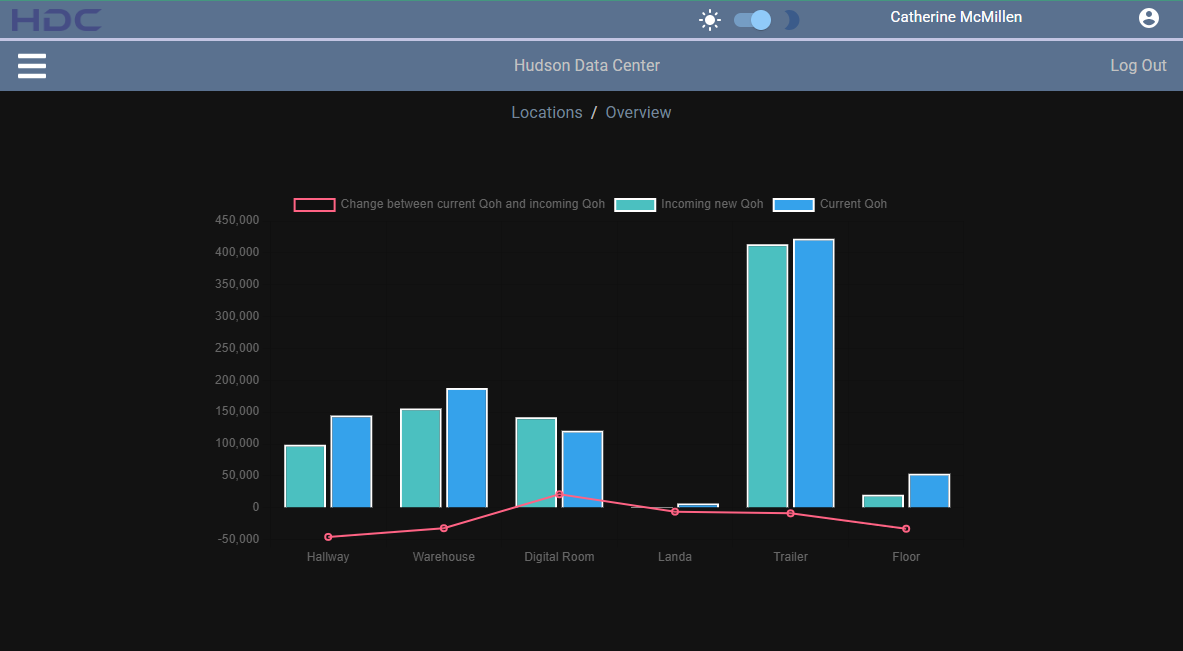 HDC
Catherine McMillen
Hudson Data Center
Log Out
Locations / Overview
Change between current Qoh and incoming Qoh
Incoming new Qoh
Current Qoh
450,000
400,000
350,000
300,000
250,000
200,000
150,000
100,000
50,000
0
-50,000
Hallway
Warehouse
Digital Room
Landa
Trailer
Floor